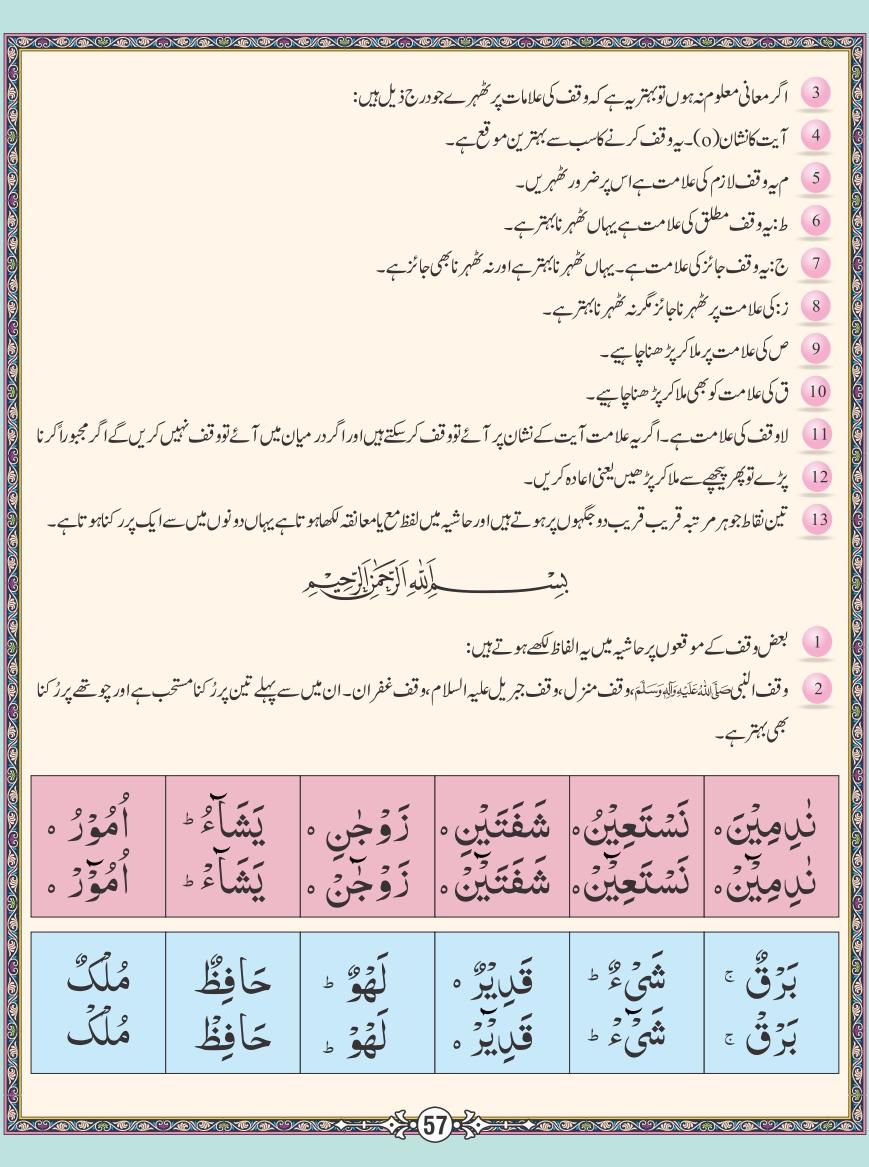 3 اگر معانی معلوم نہ ہوں تو بہتر یہ ہے کہ وقف کی علامات پر ٹھہرے جو درج ذیل ہیں:
4 آیت کا نشان (o)۔ یہ وقف کرنے کا سب سے بہترین موقع ہے۔
5 م یہ وقف لازم کی علامت ہے اس پر ضرور ٹھہریں۔
6 ط: یہ وقف مطلق کی علامت ہے یہاں ٹھہرنا بہتر ہے۔
7 ج: یہ وقف جائز کی علامت ہے۔ یہاں ٹھہرنا بہتر ہے اور نہ ٹھہرنا بھی جائز ہے۔
8 ز: کی علامت پر ٹھہرنا جائز مگر نہ ٹھہرنا بہتر ہے۔
9 ص کی علامت پر ملا کر پڑھنا چاہیے۔
10 ق کی علامت کو بھی ملا کر پڑھنا چاہیے۔
11 لا وقف کی علامت ہے۔ اگر یہ علامت آیت کے نشان پر آئے تو وقف کر سکتے ہیں اور اگر درمیان میں آئے تو وقف نہیں کریں گے اگر مجبوراً کرنا
12 پڑے تو پھر پیچھے سے ملا کر پڑھیں یعنی اعادہ کریں۔
13 تین نقاط جو ہر مرتبہ قریب قریب دو جگہوں پر ہوتے ہیں اور حاشیہ میں لفظ مع یا معانقہ لکھا ہوتا ہے یہاں دونوں میں سے ایک پر رکنا ہوتا ہے۔
بِسْمِ اللهِ الرَّحْمٰنِ الرَّحِيْمِ
1 بعض وقف کے موقعوں پر حاشیہ میں یہ الفاظ لکھے ہوتے ہیں:
2 وقف النبی صَلَّى اللهُ عَلَيْهِ وَآلِهٖ وَسَلَّمَ، وقف منزل، وقف جبریل علیہ السلام، وقف غفران۔ ان میں سے پہلے تین پر رُکنا مستحب ہے اور چوتھے پر رُکنا
بھی بہتر ہے۔
نٰدِمِيْنَ ہ نَسْتَعِيْنُ ہ شَفَتَيْنِ ہ زَوْجٰنِ ہ يَشَآءُ ط اُمُوْرُ ہ
نٰدِمِيْٓنْ ہ نَسْتَعِيْٓنْ ہ شَفَتَيْٓنْ ہ زَوْجٰٓنْ ہ يَشَآءْ ط اُمُوْٓرْ ہ
بَرْقٌ ج شَيْءٌ ط قَدِيْرٌ ہ لَهْوٌ ط حَافِظٌ مُلْكٌ
بَرْقْ ج شَيْٓءْ ط قَدِيْٓرْ ہ لَهْوْ ط حَافِظْ مُلْكْ
57